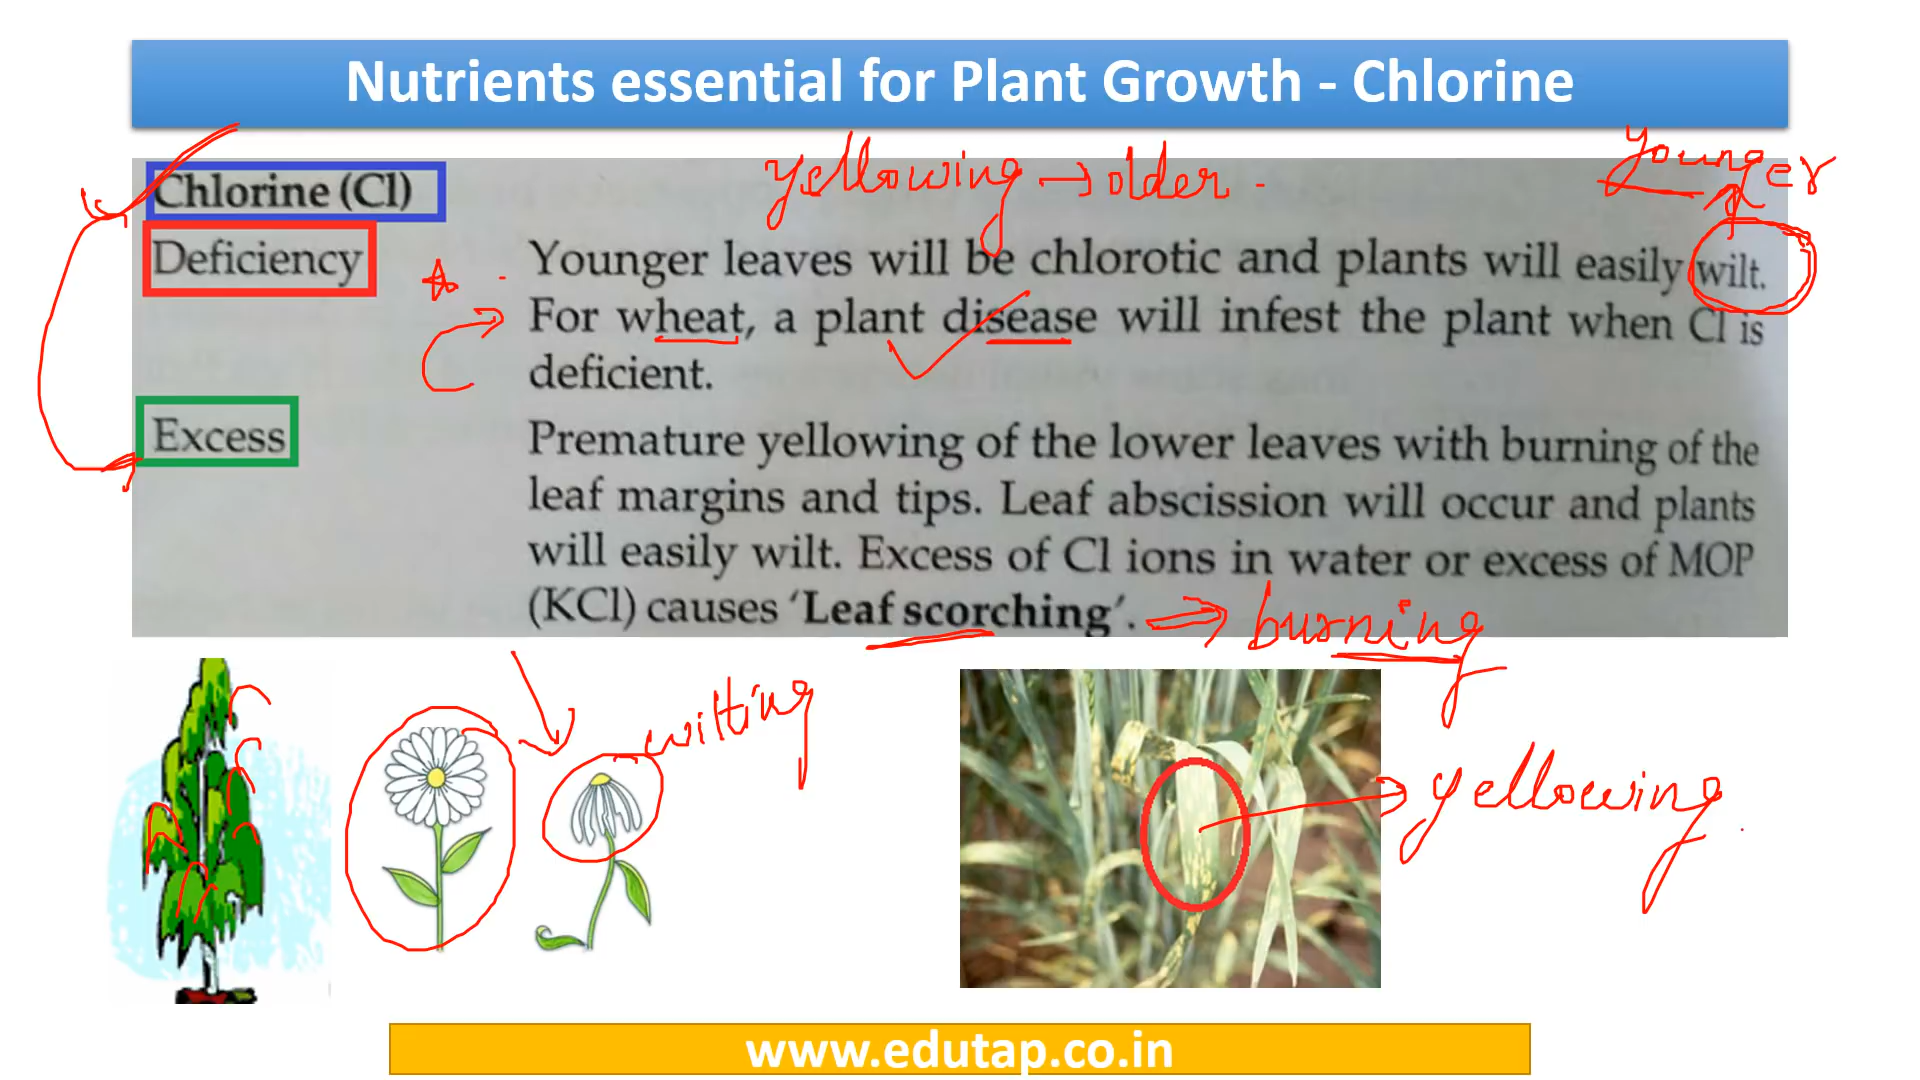 Nutrients essential for Plant Growth - Chlorine
yellowing → older -
younger
Chlorine (Cl)
Deficiency
Younger leaves will be chlorotic and plants will easily wilt.
For wheat, a plant disease will infest the plant when Cl is
deficient.
Excess
Premature yellowing of the lower leaves with burning of the
leaf margins and tips. Leaf abscission will occur and plants
will easily wilt. Excess of Cl ions in water or excess of MOP
(KCl) causes ‘Leaf scorching’.
⇒ burning
wilting
yellowing
www.edutap.co.in